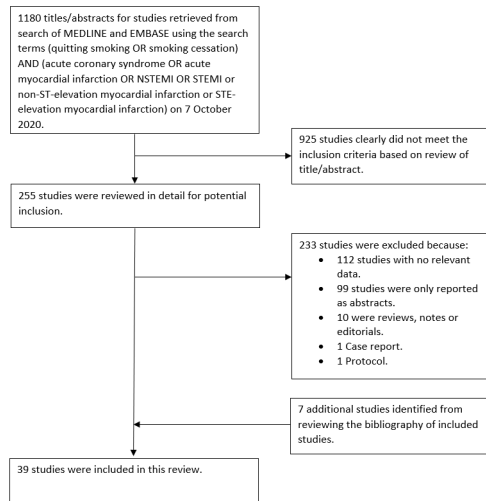 1180 titles/abstracts for studies retrieved from
search of MEDLINE and EMBASE using the search
terms (quitting smoking OR smoking cessation)
AND (acute coronary syndrome OR acute
myocardial infarction OR NSTEMI OR STEMI or
non-ST-elevation myocardial infarction or STE-
elevation myocardial infarction) on 7 October
2020.
925 studies clearly did not meet the
inclusion criteria based on review of
title/abstract.
255 studies were reviewed in detail for potential
inclusion.
233 studies were excluded because:
• 112 studies with no relevant
data.
• 99 studies were only reported
as abstracts.
• 10 were reviews, notes or
editorials.
• 1 Case report.
• 1 Protocol.
7 additional studies identified from
reviewing the bibliography of included
studies.
39 studies were included in this review.